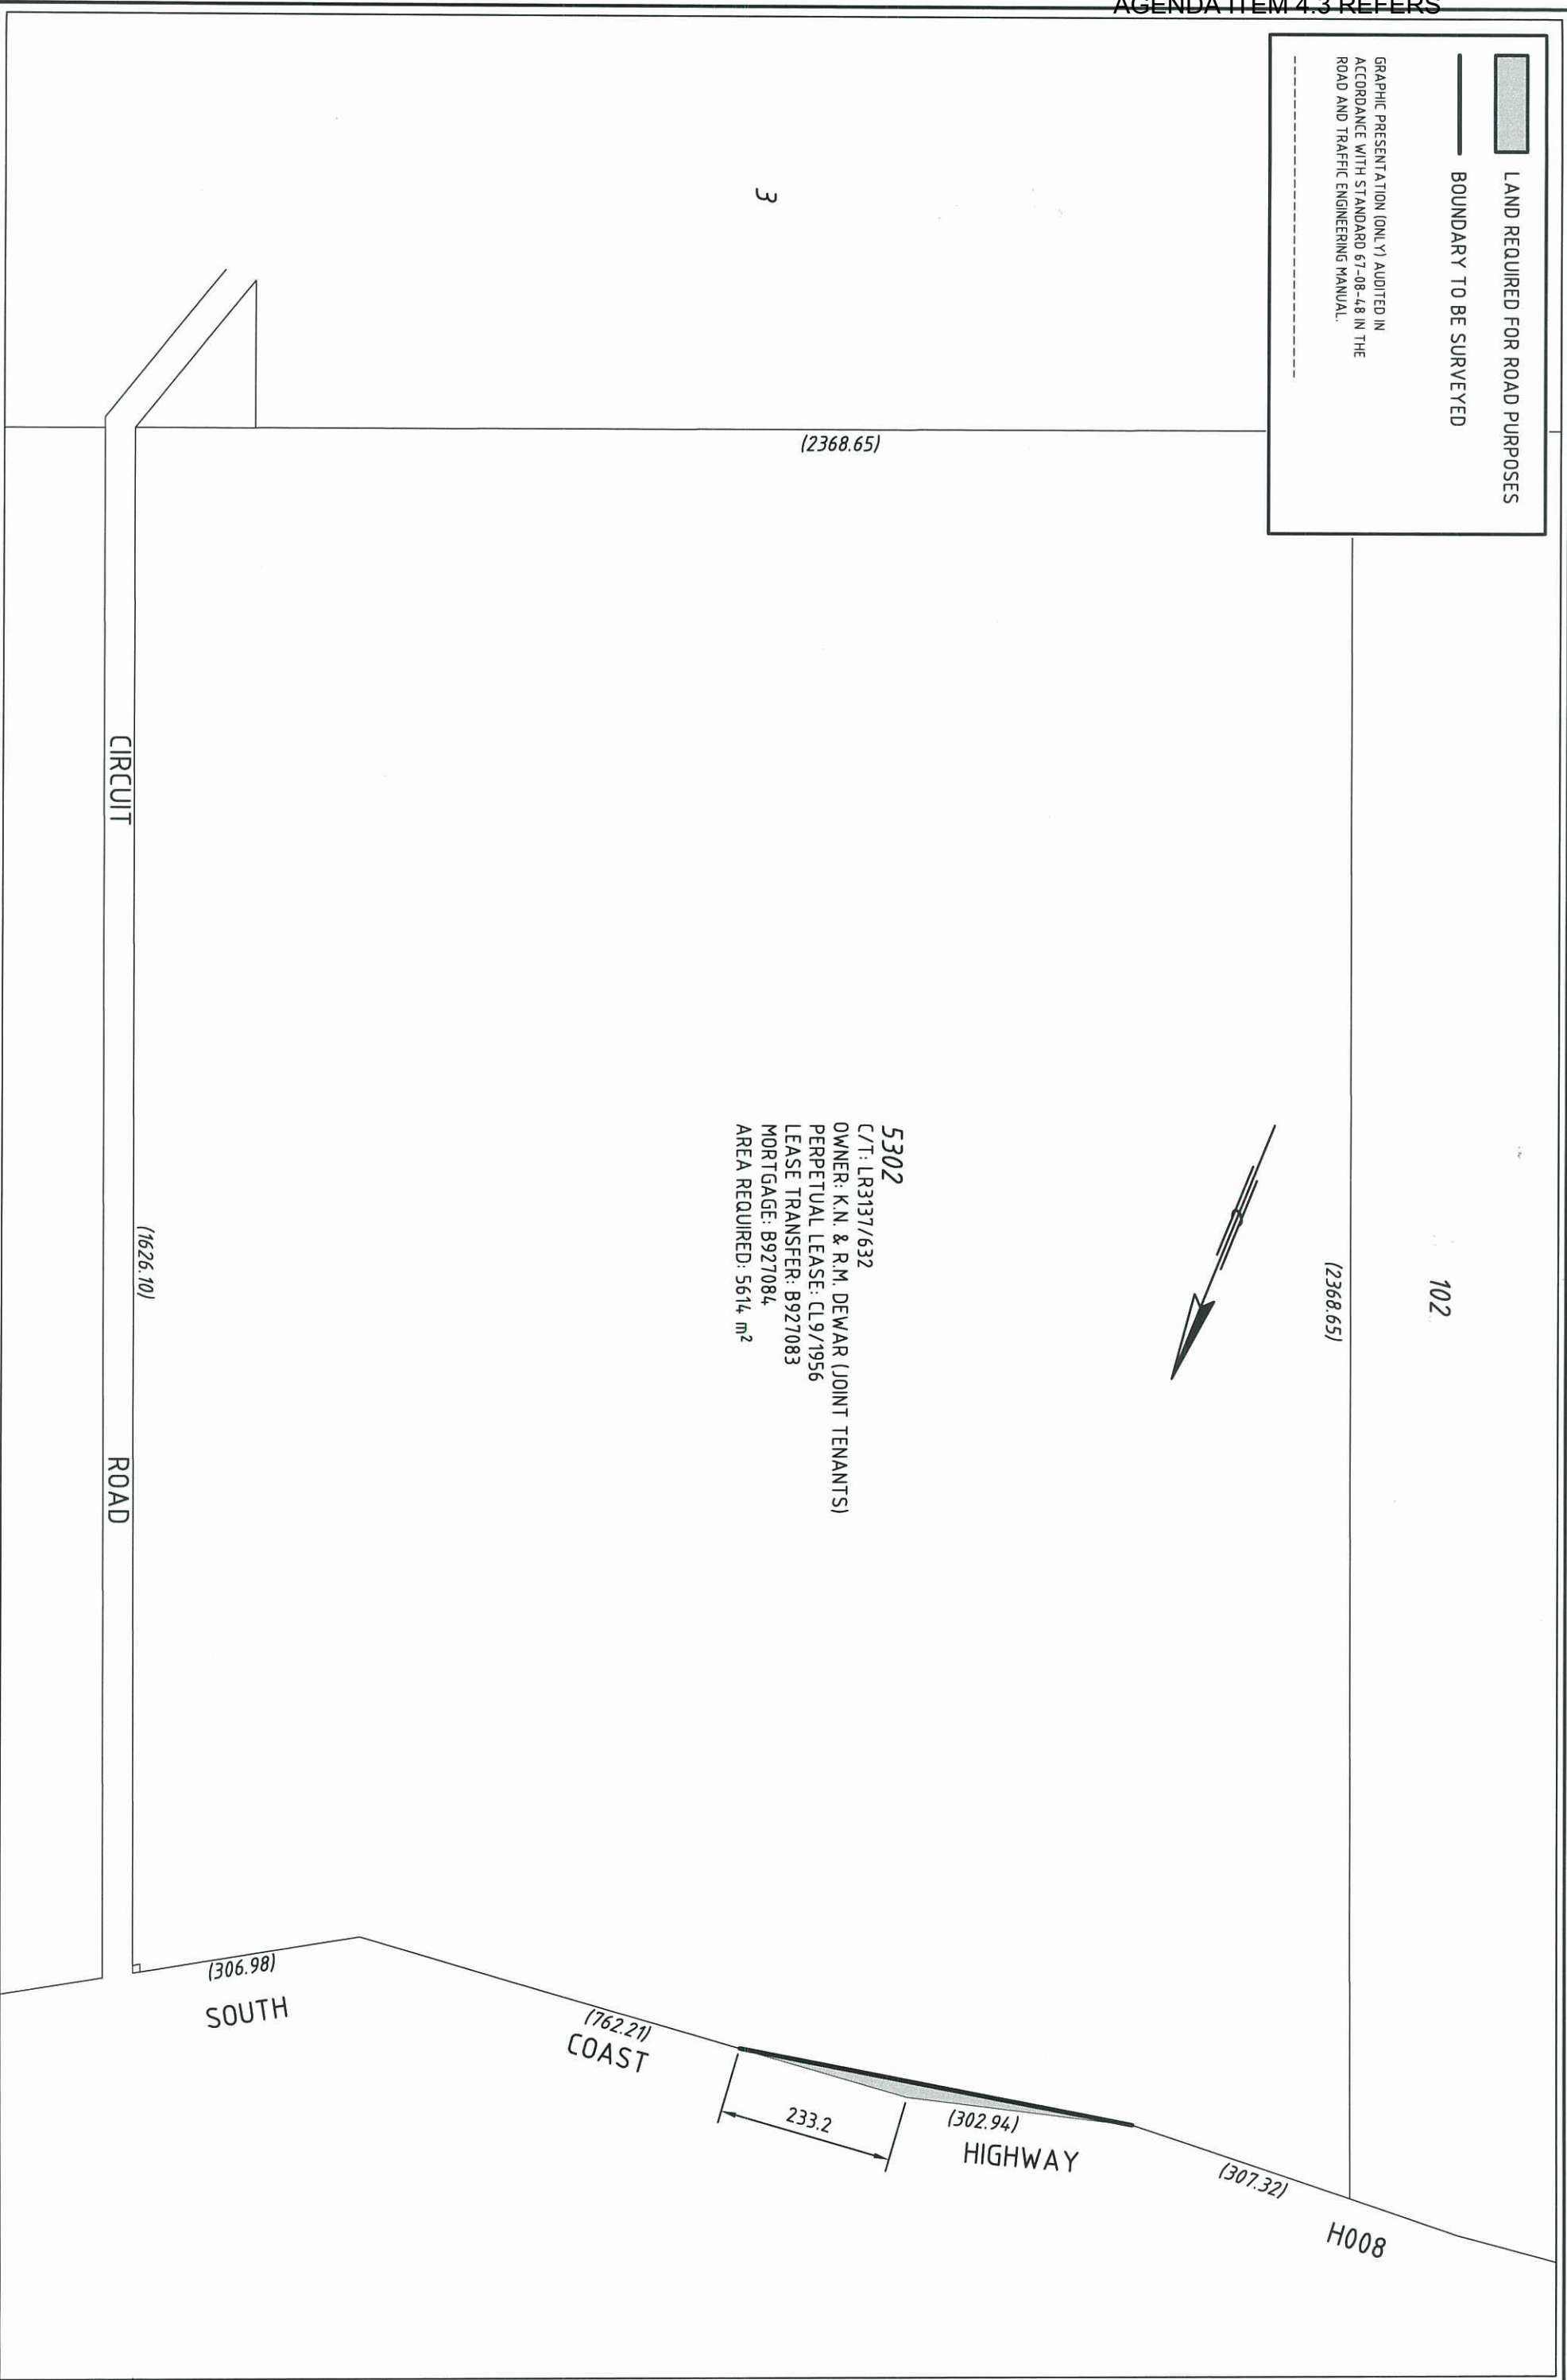 AGENDA ITEM 4.3 REFERS
LAND REQUIRED FOR ROAD PURPOSES
BOUNDARY TO BE SURVEYED
GRAPHIC PRESENTATION (ONLY) AUDITED IN
ACCORDANCE WITH STANDARD 67-08-48 IN THE
ROAD AND TRAFFIC ENGINEERING MANUAL.
3
(2368.65)
102
(2368.65)
5302
C/T: LR3137/632
OWNER: K.N. & R.M. DEWAR (JOINT TENANTS)
PERPETUAL LEASE: CL9/1956
LEASE TRANSFER: B927083
MORTGAGE: B927084
AREA REQUIRED: 5614 m²
CIRCUIT
ROAD
(1626.10)
(306.98)
SOUTH
(762.21)
COAST
233.2
(302.94)
HIGHWAY
(307.32)
H008